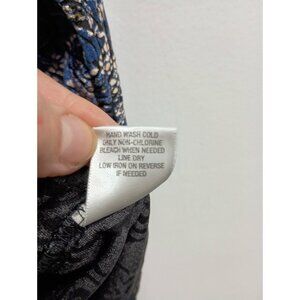 HAND WASH COLD
ONLY NON-CHLORINE
BLEACH WHEN NEEDED
LINE DRY
LOW IRON ON REVERSE
IF NEEDED